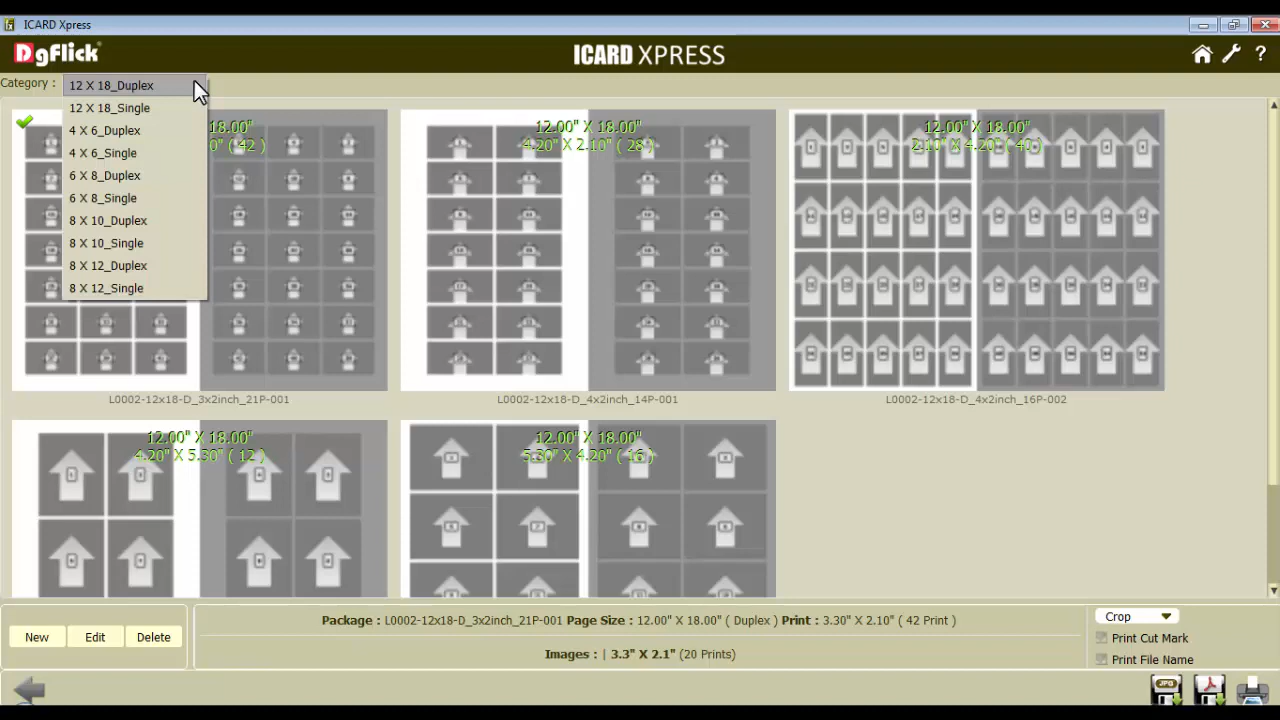 ICARD Xpress
DgFlick
ICARD XPRESS
?
Category :
12 X 18_Duplex
12 X 18_Single
4 X 6_Duplex
4 X 6_Single
6 X 8_Duplex
6 X 8_Single
8 X 10_Duplex
8 X 10_Single
8 X 12_Duplex
8 X 12_Single
18.00"
0" ( 42 )
12.00" X 18.00"
4.20" X 2.10" ( 28 )
12.00" X 18.00"
2.10" X 4.20" ( 40 )
L0002-12x18-D_3x2inch_21P-001
L0002-12x18-D_4x2inch_14P-001
L0002-12x18-D_4x2inch_16P-002
12.00" X 18.00"
4.20" X 5.30" ( 12 )
12.00" X 18.00"
5.30" X 4.20" ( 16 )
New
Edit
Delete
Package : L0002-12x18-D_3x2inch_21P-001 Page Size : 12.00" X 18.00" ( Duplex ) Print : 3.30" X 2.10" ( 42 Print )
Images : | 3.3" X 2.1" (20 Prints)
Crop
Print Cut Mark
Print File Name
JPG